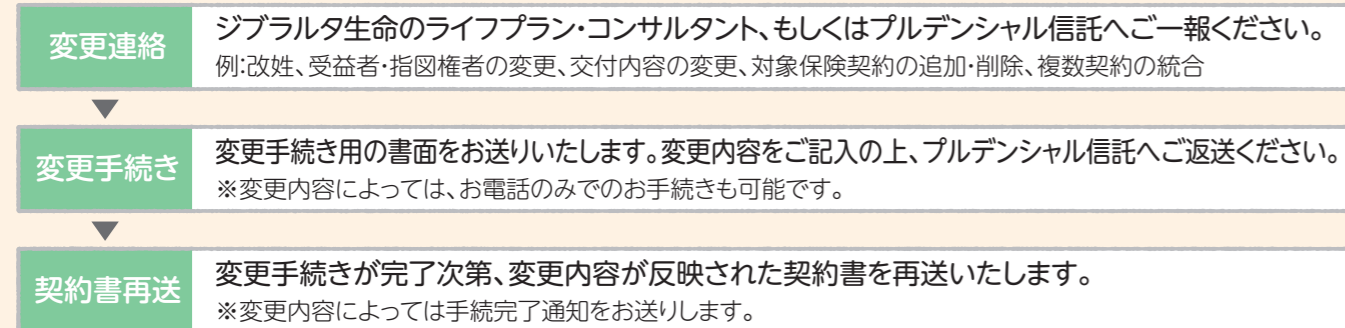 変更連絡
ジブラルタ生命のライフプラン・コンサルタント、もしくはプルデンシャル信託へご一報ください。
例:改姓、受益者・指図権者の変更、交付内容の変更、対象保険契約の追加・削除、複数契約の統合
変更手続き
変更手続き用の書面をお送りいたします。変更内容をご記入の上、プルデンシャル信託へご返送ください。
※変更内容によっては、お電話のみでのお手続きも可能です。
契約書再送
変更手続きが完了次第、変更内容が反映された契約書を再送いたします。
※変更内容によっては手続完了通知をお送りします。